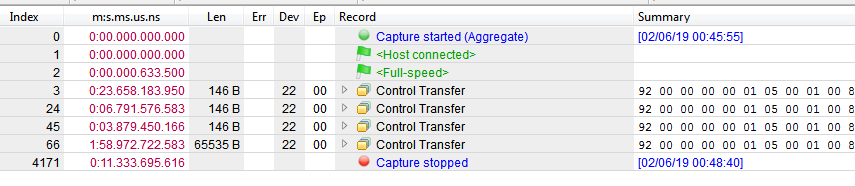 Index m:s.ms.us.ns Len Err Dev Ep Record Summary
0 0:00.000.000.000 Capture started (Aggregate) [02/06/19 00:45:55]
1 0:00.000.000.000 <Host connected>
2 0:00.000.633.500 <Full-speed>
3 0:23.658.183.950 146 B 22 00 Control Transfer 92 00 00 00 00 01 05 00 01 00 8
24 0:06.791.576.583 146 B 22 00 Control Transfer 92 00 00 00 00 01 05 00 01 00 8
45 0:03.879.450.166 146 B 22 00 Control Transfer 92 00 00 00 00 01 05 00 01 00 8
66 1:58.972.722.583 65535 B 22 00 Control Transfer 92 00 00 00 00 01 05 00 01 00 8
4171 0:11.333.695.616 Capture stopped [02/06/19 00:48:40]